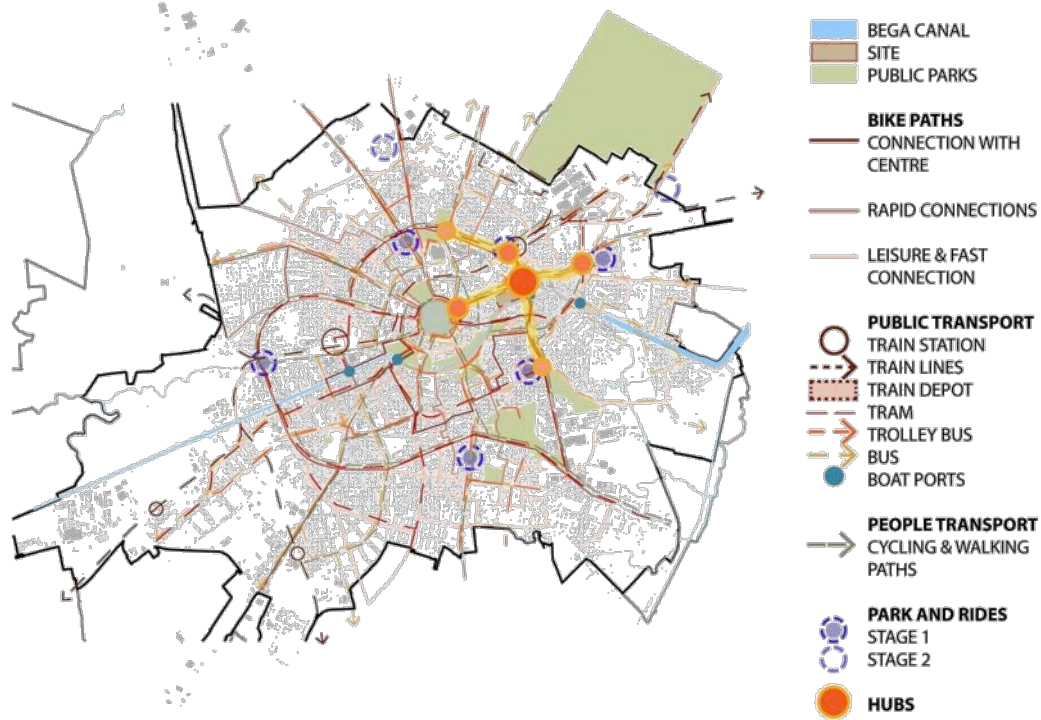 BEGA CANAL
SITE
PUBLIC PARKS
BIKE PATHS
CONNECTION WITH
CENTRE
RAPID CONNECTIONS
LEISURE & FAST
CONNECTION
PUBLIC TRANSPORT
TRAIN STATION
TRAIN LINES
TRAIN DEPOT
TRAM
TROLLEY BUS
BUS
BOAT PORTS
PEOPLE TRANSPORT
CYCLING & WALKING
PATHS
PARK AND RIDES
STAGE 1
STAGE 2
HUBS